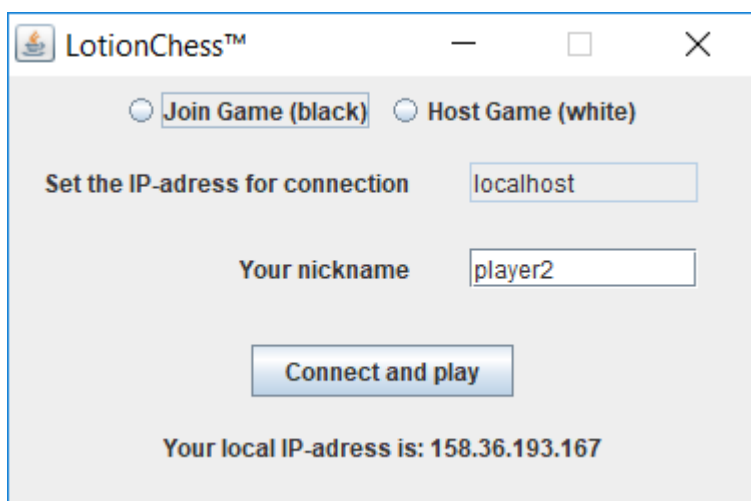 LotionChess™
Join Game (black) Host Game (white)
Set the IP-adress for connection localhost
Your nickname player2
Connect and play
Your local IP-adress is: 158.36.193.167